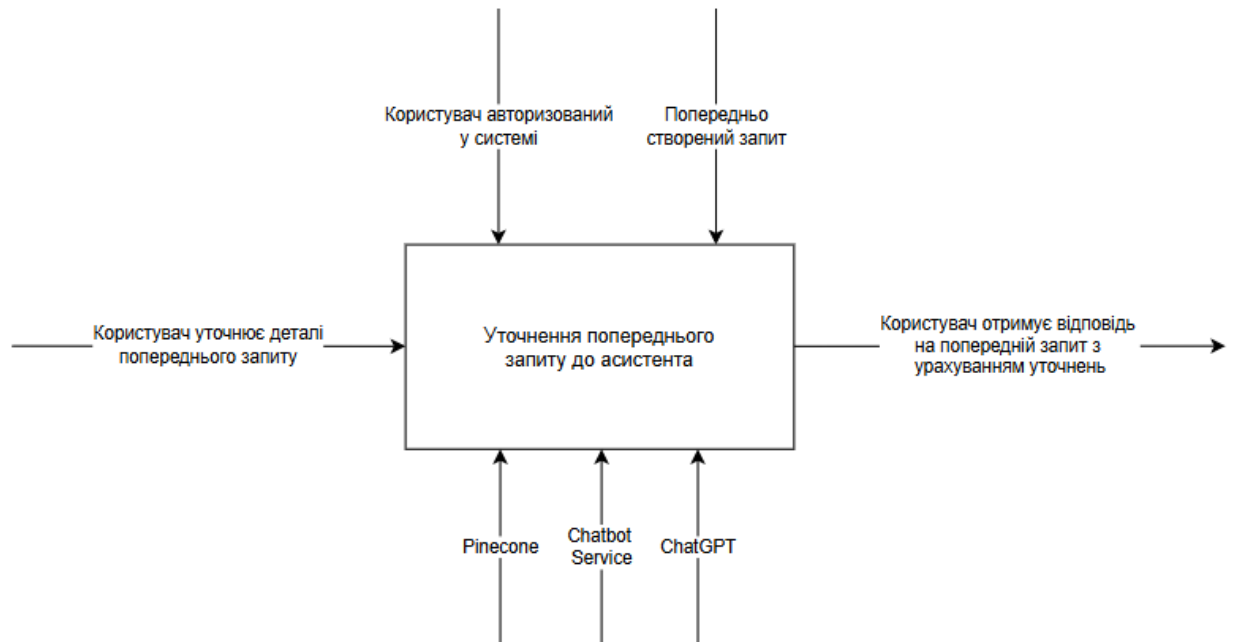 Користувач авторизований
у системі
Попередньо
створений запит
Користувач уточнює деталі
попереднього запиту
Уточнення попереднього
запиту до асистента
Користувач отримує відповідь
на попередній запит з
урахуванням уточнень
Pinecone
Chatbot
Service
ChatGPT